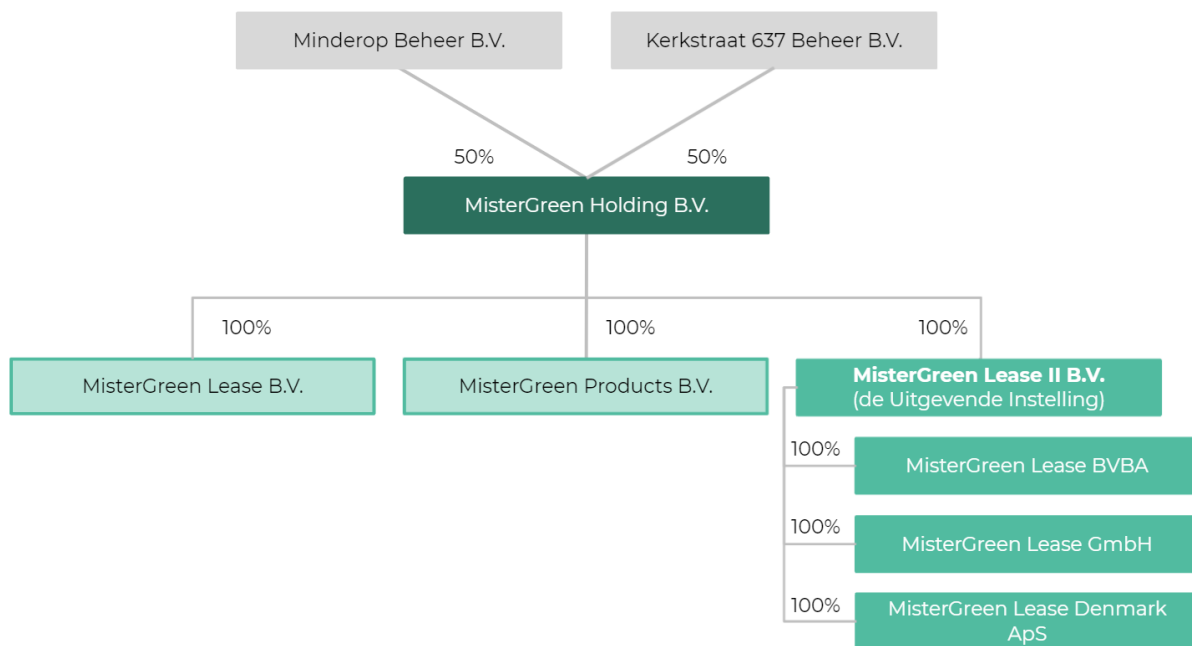 Minderop Beheer B.V.
Kerkstraat 637 Beheer B.V.
50%
50%
MisterGreen Holding B.V.
100%
100%
100%
MisterGreen Lease B.V.
MisterGreen Products B.V.
MisterGreen Lease II B.V.
(de Uitgevende Instelling)
100%
MisterGreen Lease BVBA
100%
MisterGreen Lease GmbH
100%
MisterGreen Lease Denmark
ApS